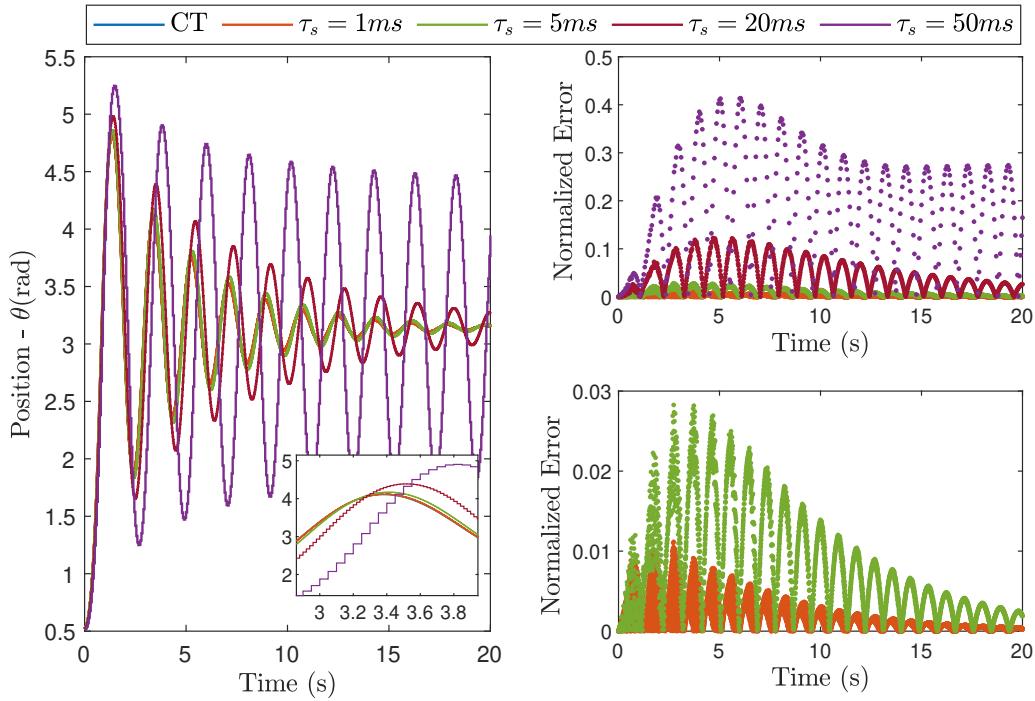 CT τs = 1ms τs = 5ms τs = 20ms τs = 50ms
5.5
5
4.5
4
3.5
3
2.5
2
1.5
1
0.5
Position - θ(rad)
0 5 10 15 20
Time (s)
5
4
3
2
3 3.2 3.4 3.6 3.8
0.5
0.4
0.3
0.2
0.1
0
Normalized Error
0 5 10 15 20
Time (s)
0.03
0.02
0.01
0
Normalized Error
0 5 10 15 20
Time (s)